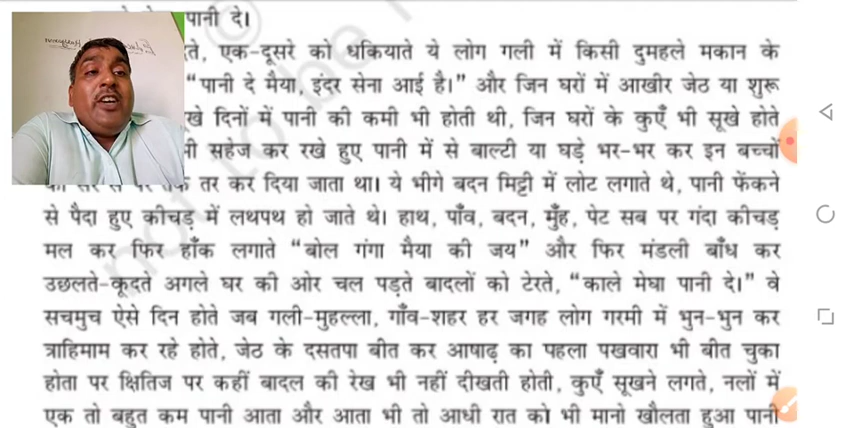 पानी दे।
एक-दूसरे को धकियाते ये लोग गली में किसी दुमहले मकान के
“पानी दे मैया, इंदर सेना आई है।” और जिन घरों में आखीर जेठ या शुरू
दिनों में पानी की कमी भी होती थी, जिन घरों के कुएँ भी सूखे होते
सहेज कर रखे हुए पानी में से बाल्टी या घड़े भर-भर कर इन बच्चों
तर कर दिया जाता था। ये भीगे बदन मिट्टी में लोट लगाते थे, पानी फेंकने
से पैदा हुए कीचड़ में लथपथ हो जाते थे। हाथ, पाँव, बदन, मुँह, पेट सब पर गंदा कीचड़
मल कर फिर हाँक लगाते “बोल गंगा मैया की जय” और फिर मंडली बाँध कर
उछलते-कूदते अगले घर की ओर चल पड़ते बादलों को टेरते, “काले मेघा पानी दे।” वे
सचमुच ऐसे दिन होते जब गली-मुहल्ला, गाँव-शहर हर जगह लोग गरमी में भुन-भुन कर
त्राहिमाम कर रहे होते, जेठ के दसतपा बीत कर आषाढ़ का पहला पखवारा भी बीत चुका
होता पर क्षितिज पर कहीं बादल की रेख भी नहीं दीखती होती, कुएँ सूखने लगते, नलों में
एक तो बहुत कम पानी आता और आता भी तो आधी रात को भी मानो खौलता हुआ पानी
not to be